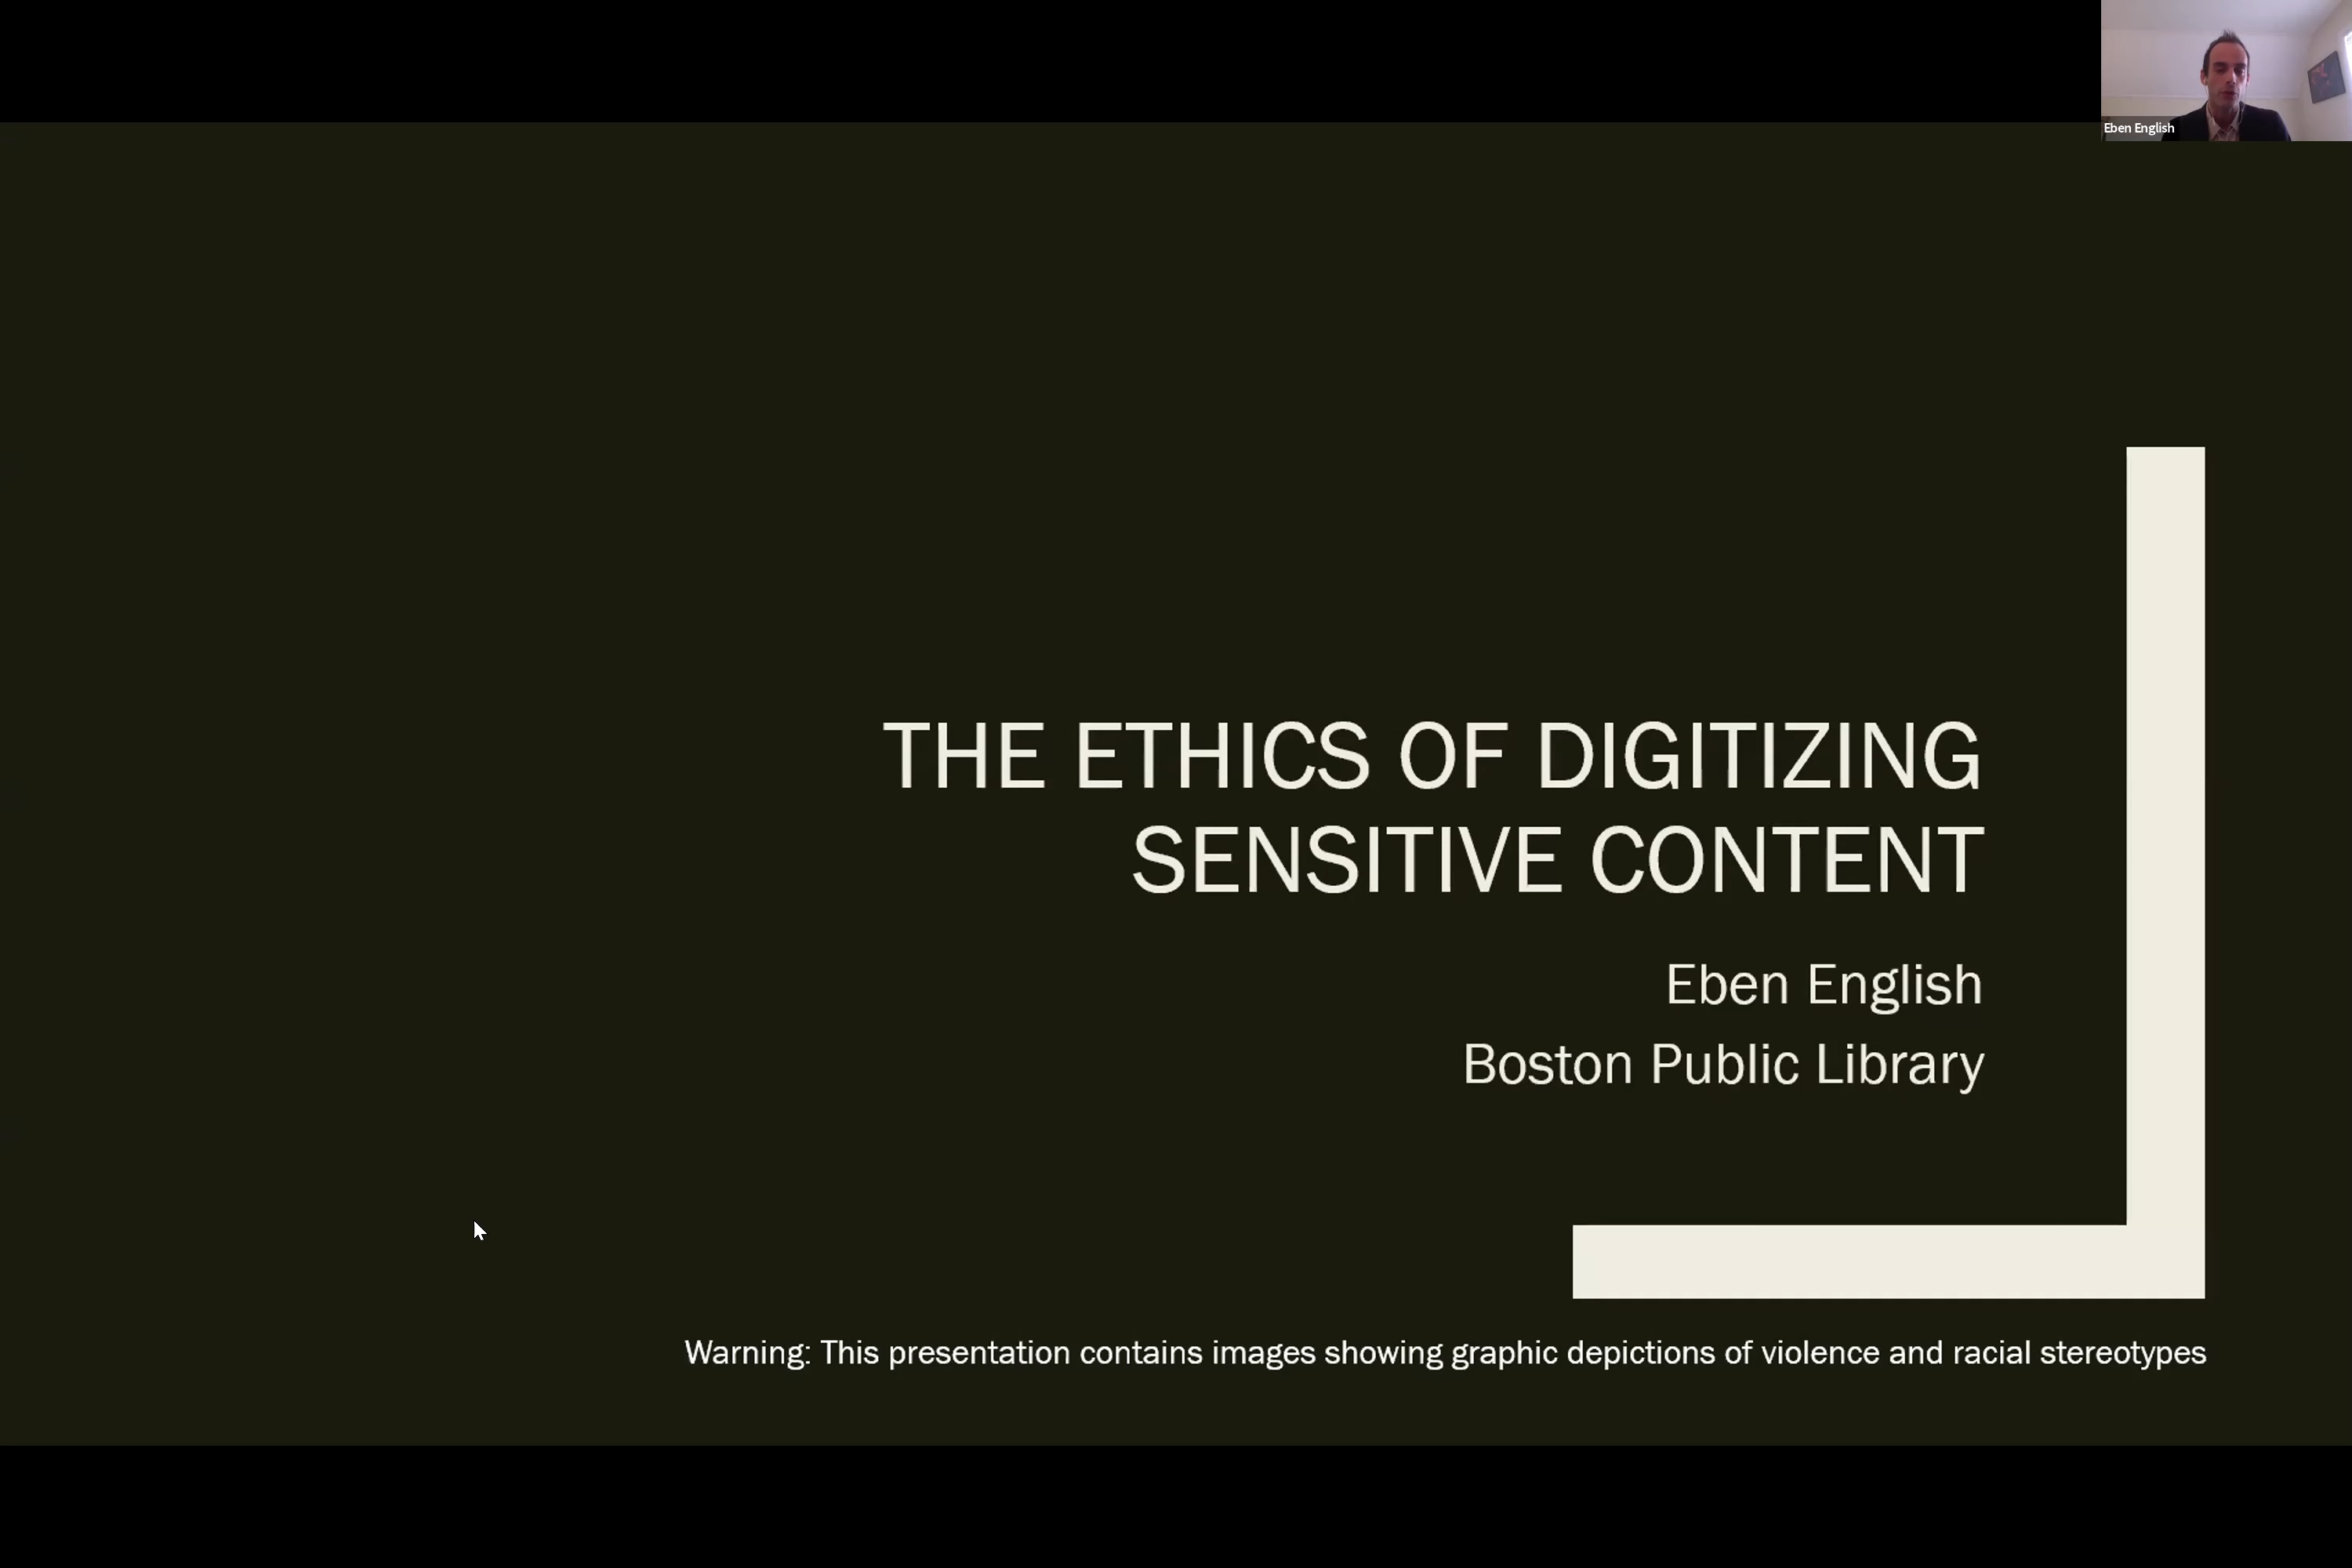 Eben English
THE ETHICS OF DIGITIZING
SENSITIVE CONTENT
Eben English
Boston Public Library
Warning: This presentation contains images showing graphic depictions of violence and racial stereotypes